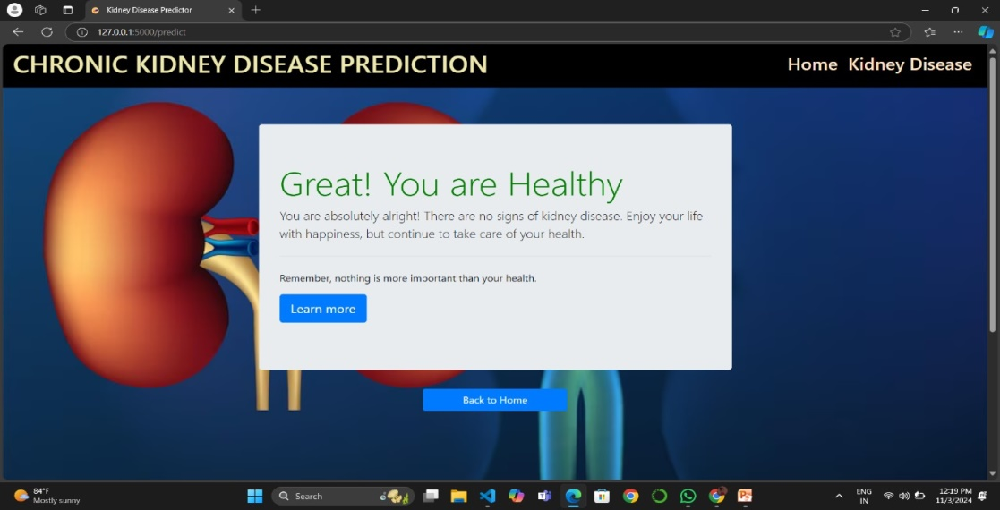 Kidney Disease Predictor
127.0.0.1:5000/predict
CHRONIC KIDNEY DISEASE PREDICTION
Home Kidney Disease
Great! You are Healthy
You are absolutely alright! There are no signs of kidney disease. Enjoy your life
with happiness, but continue to take care of your health.
Remember, nothing is more important than your health.
Learn more
Back to Home
84°F
Mostly sunny
Search
ENG
IN
12:19 PM
11/3/2024